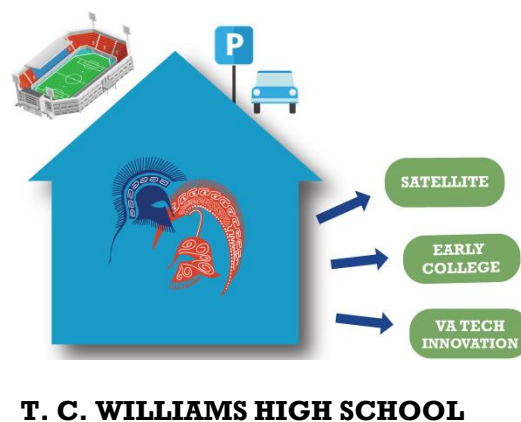 P
SATELLITE
EARLY
COLLEGE
VA TECH
INNOVATION
T. C. WILLIAMS HIGH SCHOOL